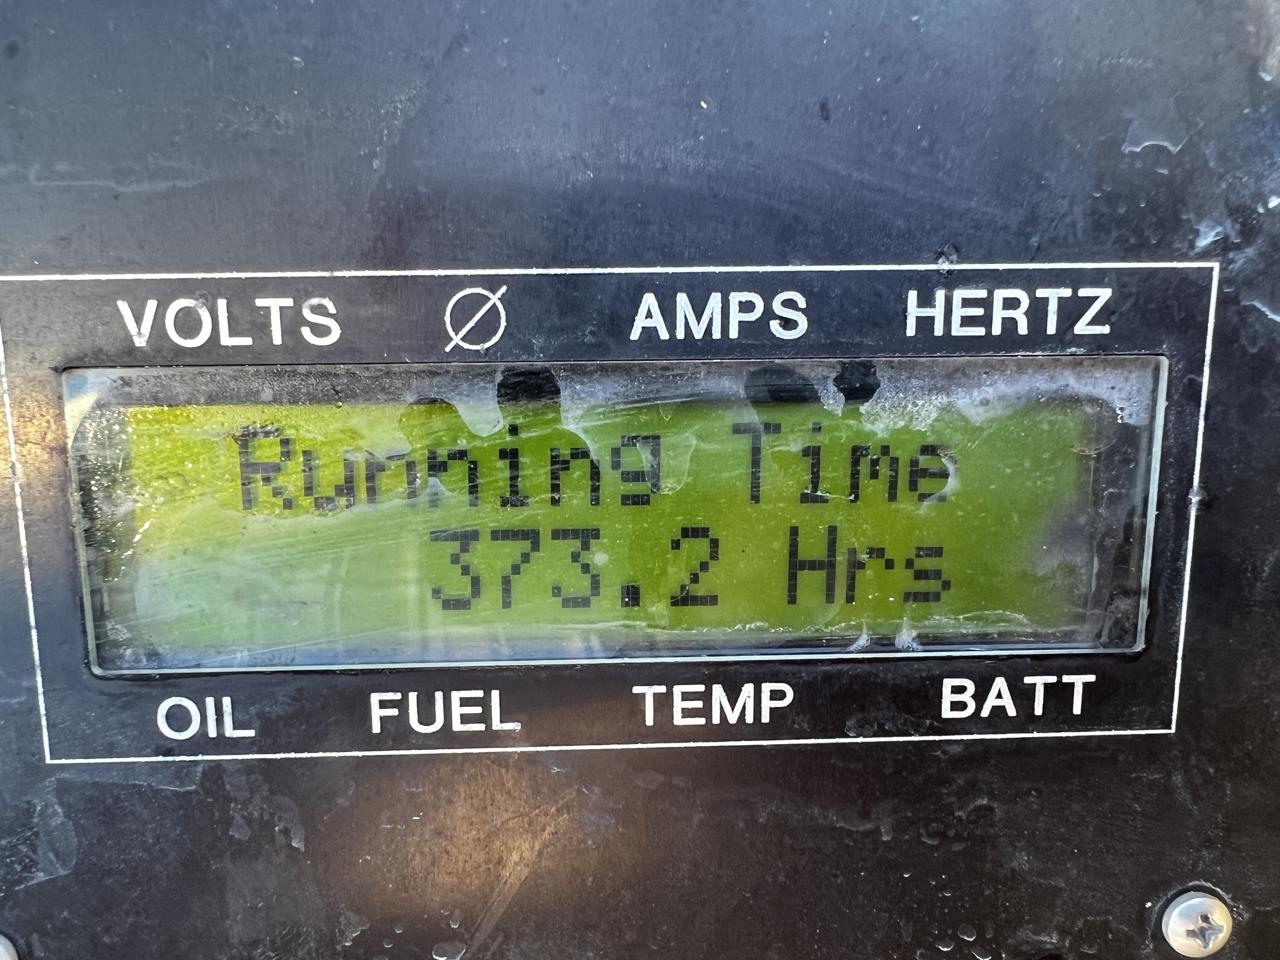 VOLTS Ø AMPS HERTZ
Running Time
373.2 Hrs
OIL FUEL TEMP BATT